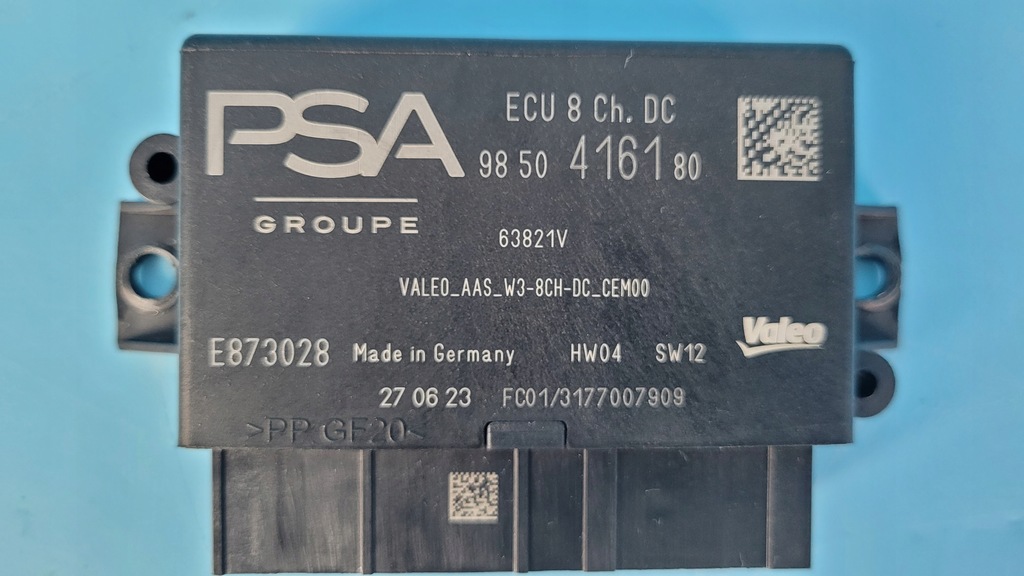 PSA
GROUPE
ECU 8 Ch. DC
98 50 4161 80
63821V
VALEO_AAS_W3-8CH-DC_CEM00
E873028 Made in Germany HW04 SW12 Valeo
27 06 23 FC01/3177007909
>PP GF20<